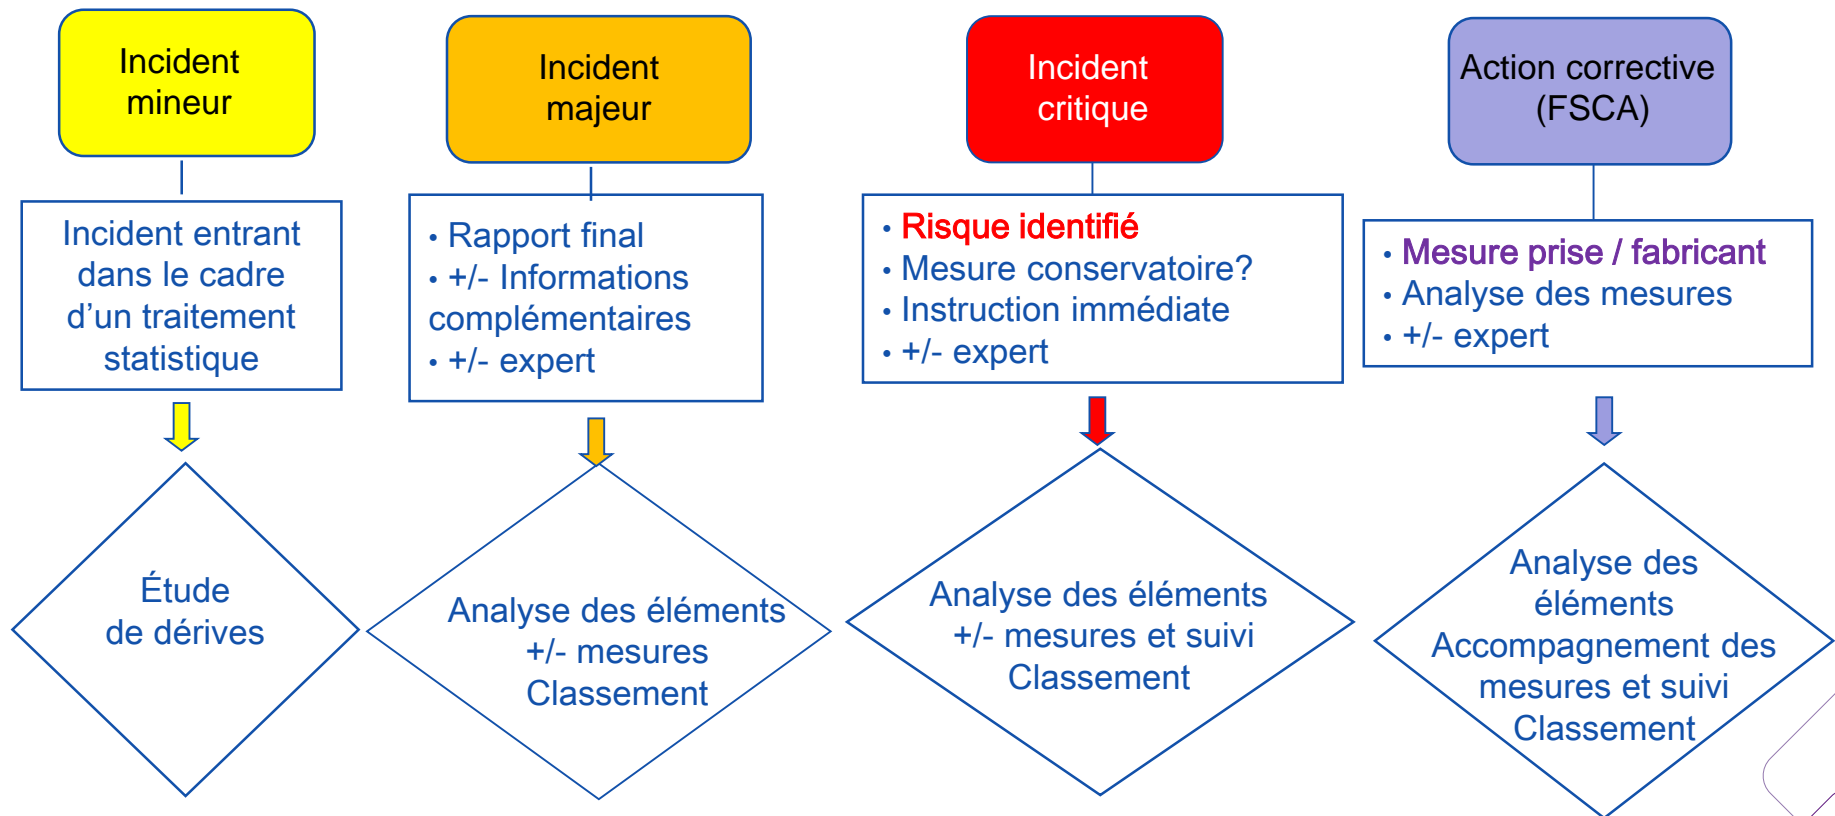 Incident
mineur
Incident entrant
dans le cadre
d'un traitement
statistique
Étude
de dérives
Incident
majeur
• Rapport final
• +/- Informations
complémentaires
• +/- expert
Analyse des éléments
+/- mesures
Classement
Incident
critique
• Risque identifié
• Mesure conservatoire?
• Instruction immédiate
• +/- expert
Analyse des éléments
+/- mesures et suivi
Classement
Action corrective
(FSCA)
• Mesure prise / fabricant
• Analyse des mesures
• +/- expert
Analyse des
éléments
Accompagnement des
mesures et suivi
Classement